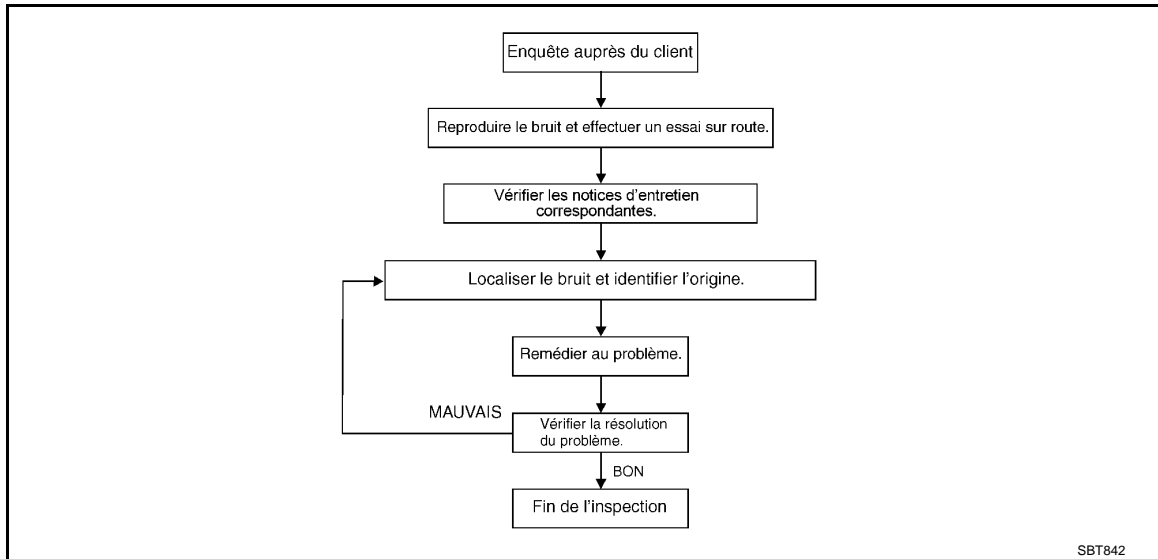 Enquête auprès du client
Reproduire le bruit et effectuer un essai sur route.
Vérifier les notices d'entretien
correspondantes.
Localiser le bruit et identifier l'origine.
Remédier au problème.
MAUVAIS
Vérifier la résolution
du problème.
BON
Fin de l'inspection
SBT842